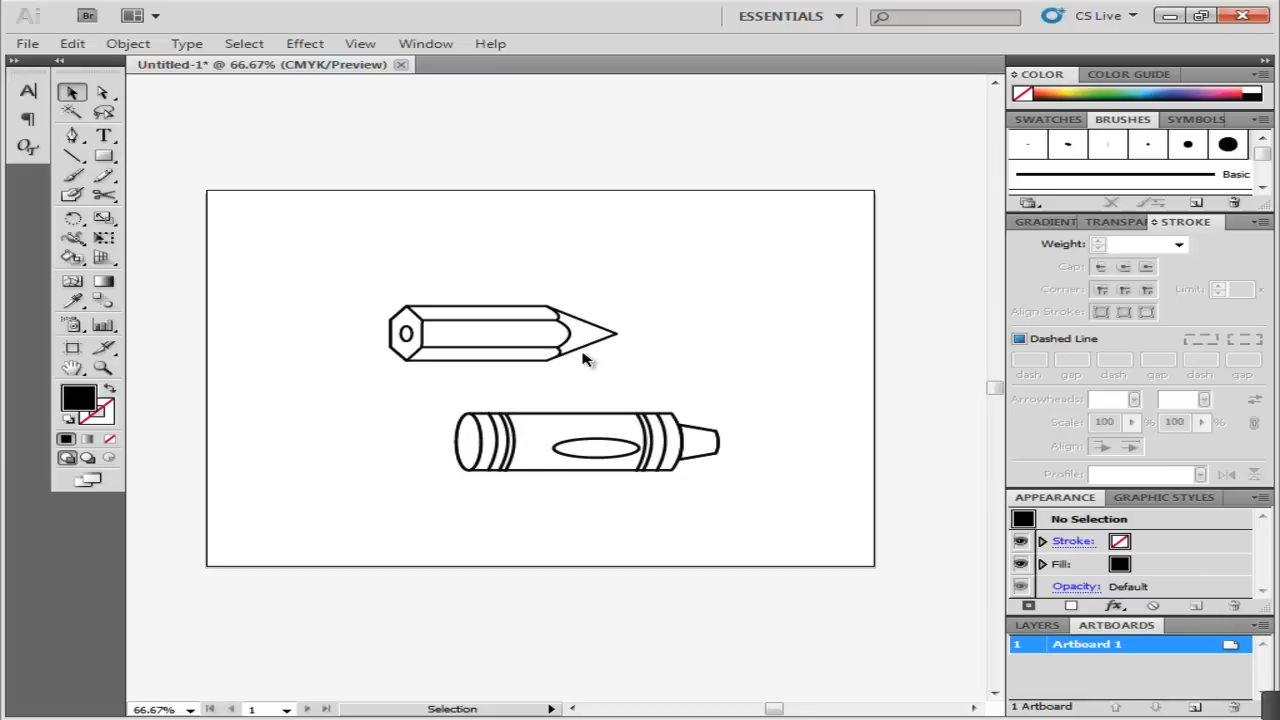 Ai Br ESSENTIALS CS Live
File Edit Object Type Select Effect View Window Help
Untitled-1* @ 66.67% (CMYK/Preview)
COLOR COLOR GUIDE
SWATCHES BRUSHES SYMBOLS
Basic
GRADIENT TRANSPA STROKE
Weight:
Cap:
Corner: Limit: x
Align Stroke:
Dashed Line
dash gap dash gap dash gap
Arrowheads:
Scale: 100 % 100 %
Align:
Profile:
APPEARANCE GRAPHIC STYLES
No Selection
Stroke:
Fill:
Opacity: Default
fx
LAYERS ARTBOARDS
1 Artboard 1
1 Artboard
66.67% 1 Selection